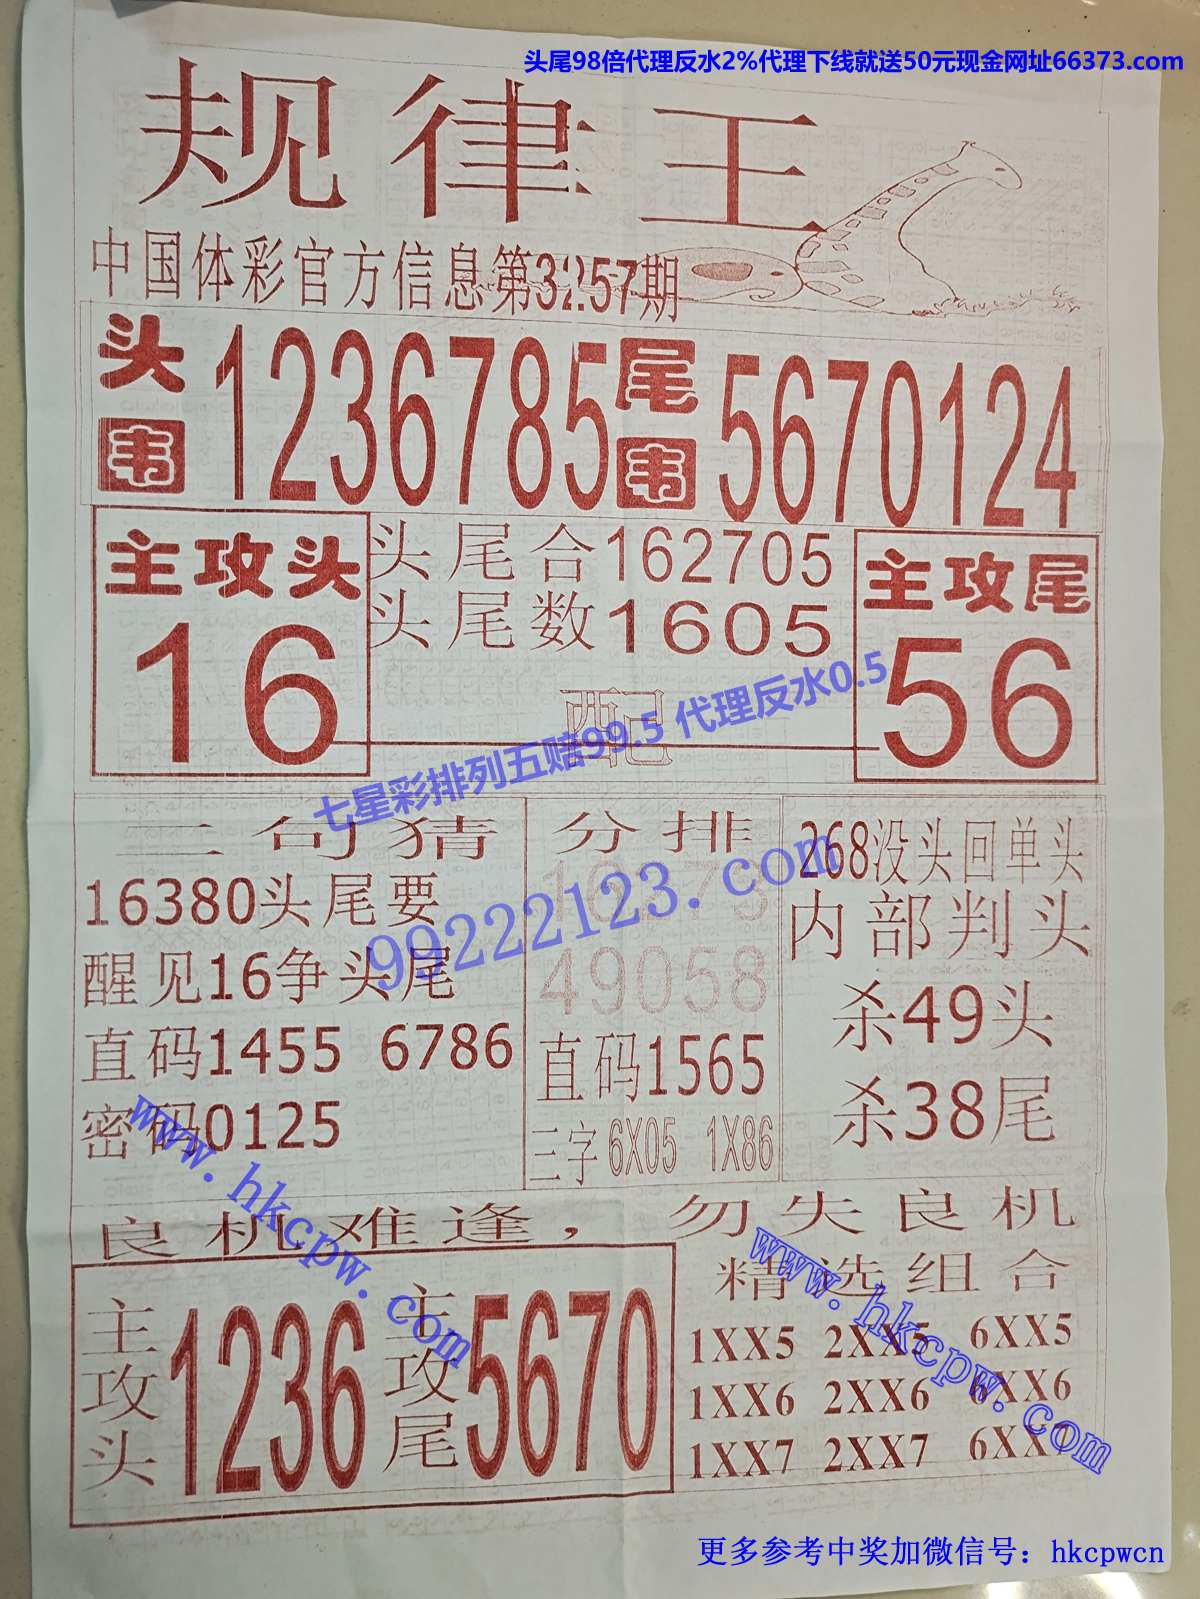 头尾98倍代理反水2%代理下线就送50元现金网址66373.com
规律王
中国体彩官方信息第3257期
头围 1236785 尾围 5670124
主攻头 头尾合162705 主攻尾
16 头尾数1605 56
配
七星彩排列五赔99.5 代理反水0.5
三句猜 分排 268没头回单头
16380头尾要 16279 内部判头
99222123.com
醒见16争头尾 49058 杀49头
直码1455 6786 直码1565 杀38尾
密码0125 三字 6X05 1X86
www.hkcpw.com
良机难逢，勿失良机
www.hkcpw.com
精选组合
主攻头 1236 主攻尾 5670
1XX5 2XX5 6XX5
1XX6 2XX6 6XX6
1XX7 2XX7 6XX7
更多参考中奖加微信号：hkcpwcn